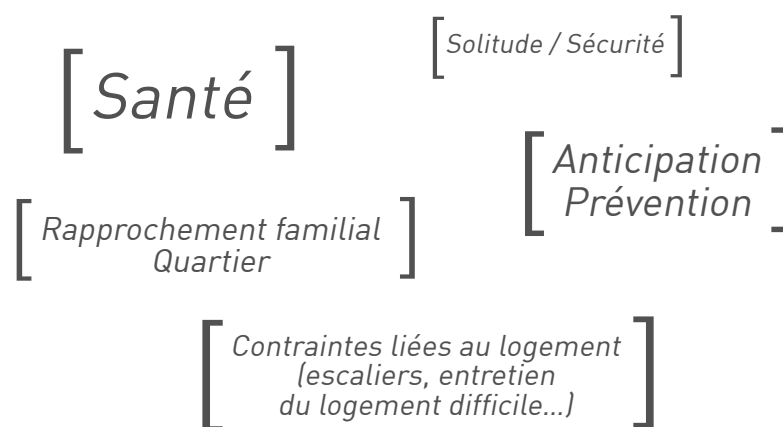 [Solitude / Sécurité]
[Santé]
[Anticipation
Prévention]
[Rapprochement familial
Quartier]
[Contraintes liées au logement
(escaliers, entretien
du logement difficile...)]